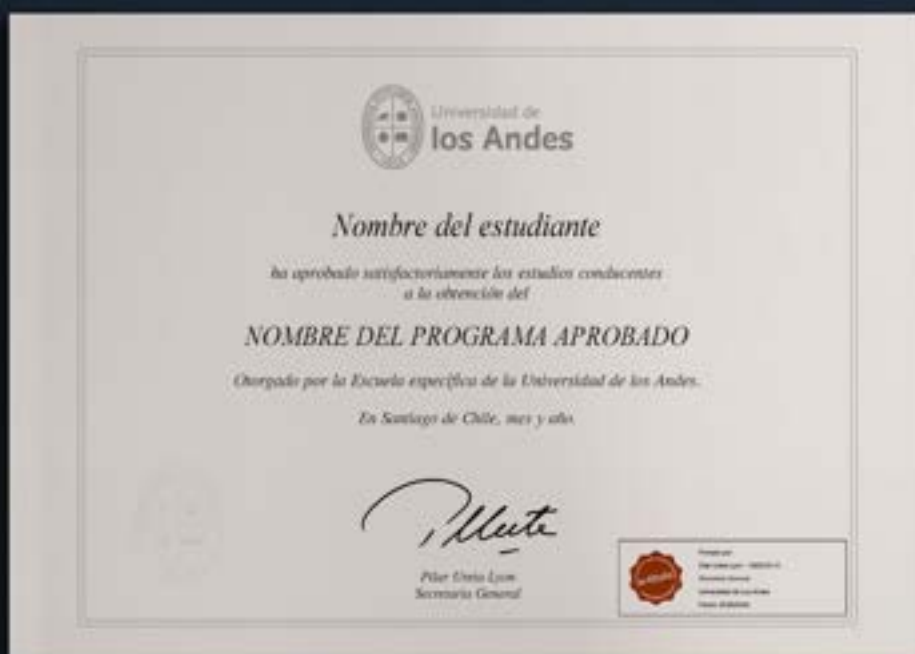 Universidad de
los Andes
Nombre del estudiante
ha aprobado satisfactoriamente los estudios conducentes
a la obtención del
NOMBRE DEL PROGRAMA APROBADO
Otorgado por la Escuela específica de la Universidad de los Andes.
En Santiago de Chile, mes y año.
Pilar Ureta Lyon
Secretaria General